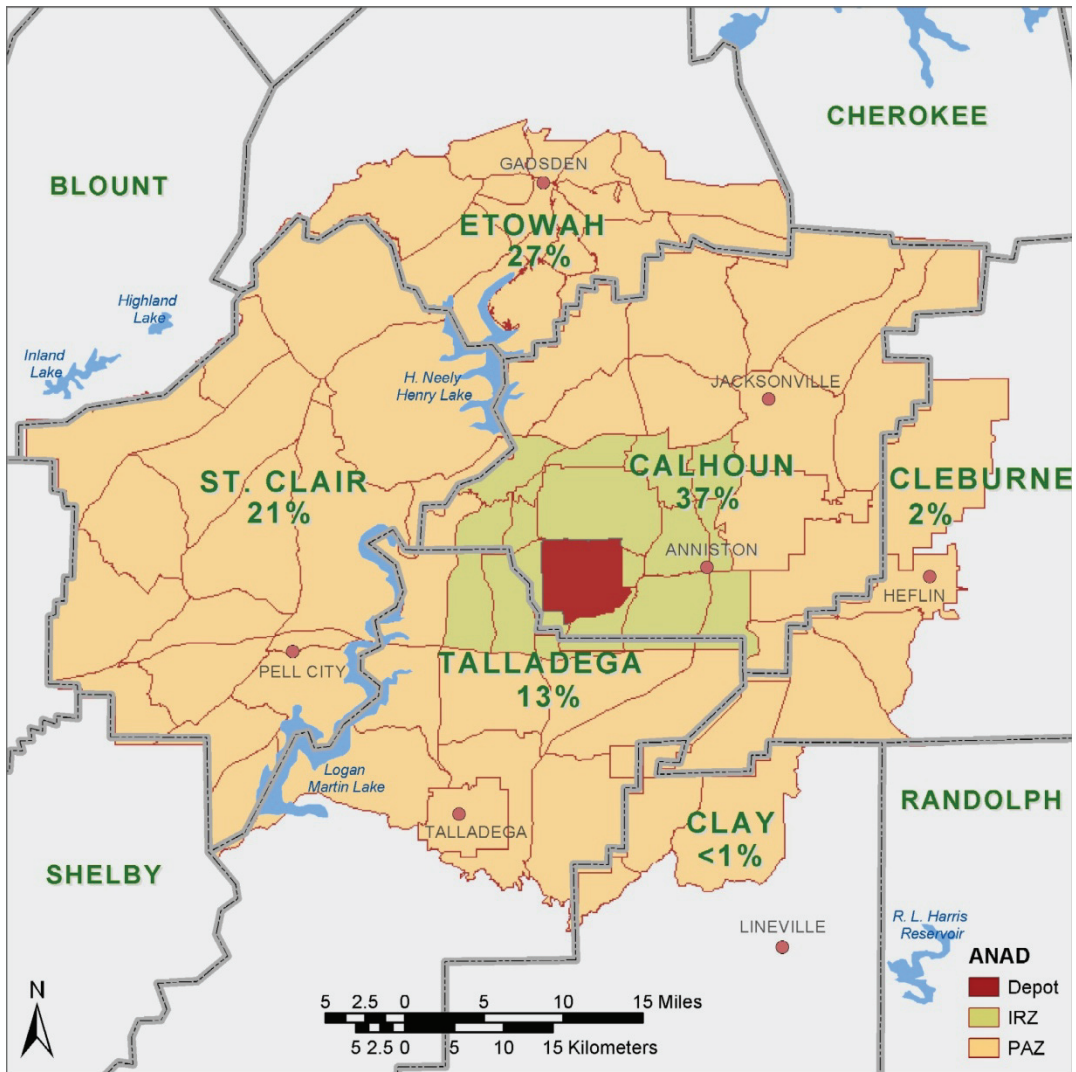 CHEROKEE
BLOUNT
GADSDEN
ETOWAH
27%
Highland
Lake
Inland
Lake
H. Neely
Henry Lake
JACKSONVILLE
ST. CLAIR
21%
CALHOUN
37%
CLEBURNE
2%
ANNISTON
HEFLIN
PELL CITY
TALLADEGA
13%
Logan
Martin Lake
TALLADEGA
CLAY
<1%
RANDOLPH
SHELBY
LINEVILLE
R. L. Harris
Reservoir
ANAD
Depot
IRZ
PAZ
N
5 2.5 0 5 10 15 Miles
5 2.5 0 5 10 15 Kilometers